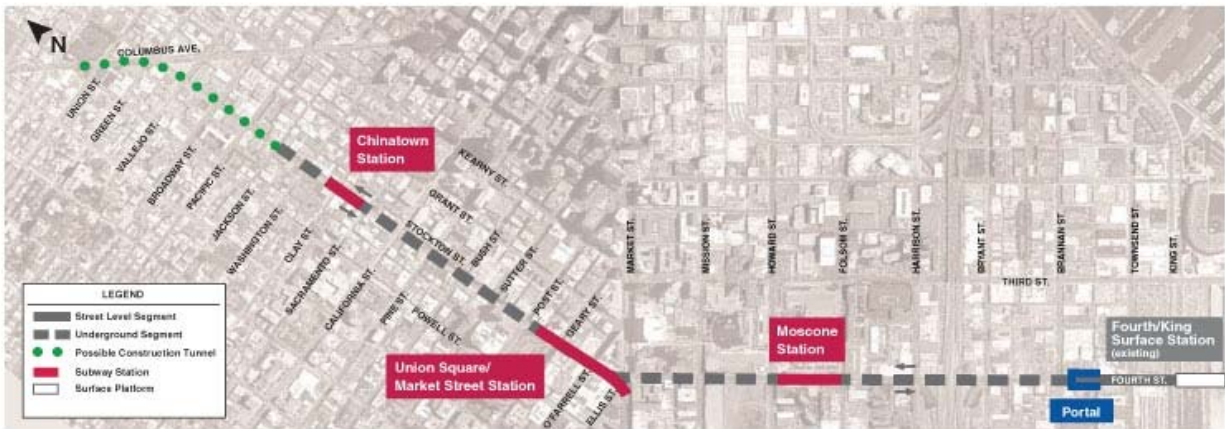 N
COLUMBUS AVE.
UNION ST.
GREEN ST.
VALLEJO ST.
BROADWAY ST.
PACIFIC ST.
JACKSON ST.
WASHINGTON ST.
CLAY ST.
SACRAMENTO ST.
CALIFORNIA ST.
PINE ST.
POWELL ST.
Chinatown
Station
KEARNY ST.
GRANT ST.
STOCKTON ST.
BUSH ST.
SUTTER ST.
POST ST.
GEARY ST.
O'FARRELL ST.
ELLIS ST.
Union Square/
Market Street Station
MARKET ST.
MISSION ST.
HOWARD ST.
FOLSON ST.
HARRISON ST.
BRYANT ST.
BRANNAN ST.
TOWNSEND ST.
KING ST.
THIRD ST.
Moscone
Station
Fourth/King
Surface Station
(existing)
FOURTH ST.
Portal
LEGEND
Street Level Segment
Underground Segment
Possible Construction Tunnel
Subway Station
Surface Platform